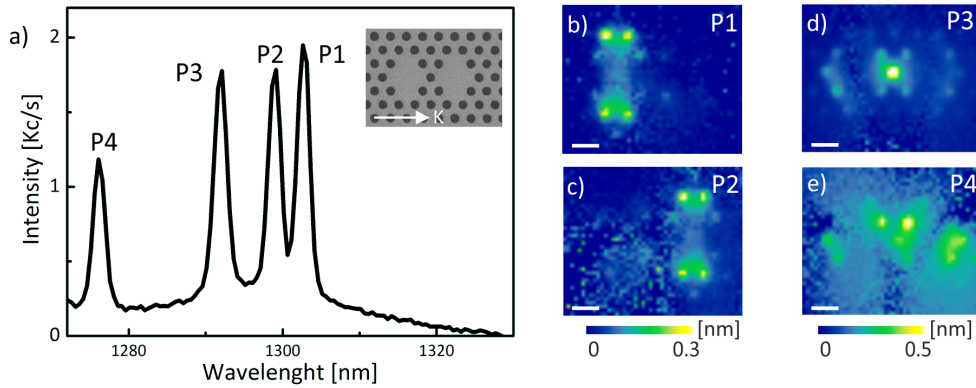 a)
Intensity [Kc/s]
2
1
0
P4
P3
P2
P1
K
1280
1300
1320
Wavelenght [nm]
b)
P1
c)
P2
[nm]
0
0.3
d)
P3
e)
P4
[nm]
0
0.5